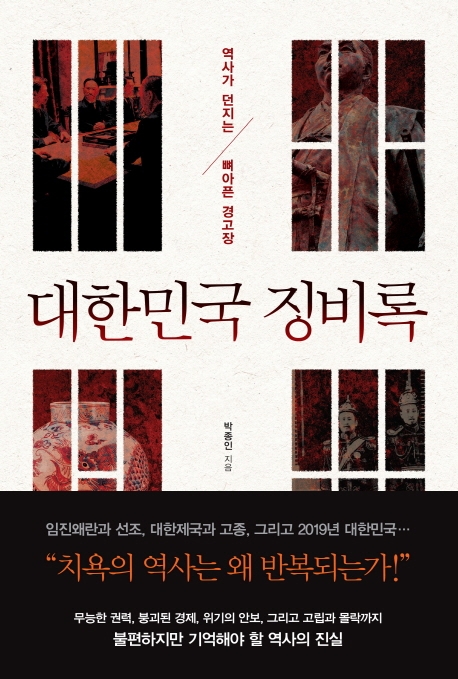 역사가 던지는
뼈아픈 경고장
대한민국 징비록
박종인 지음
임진왜란과 선조, 대한제국과 고종, 그리고 2019년 대한민국…
“치욕의 역사는 왜 반복되는가!”
무능한 권력, 붕괴된 경제, 위기의 안보, 그리고 고립과 몰락까지
불편하지만 기억해야 할 역사의 진실